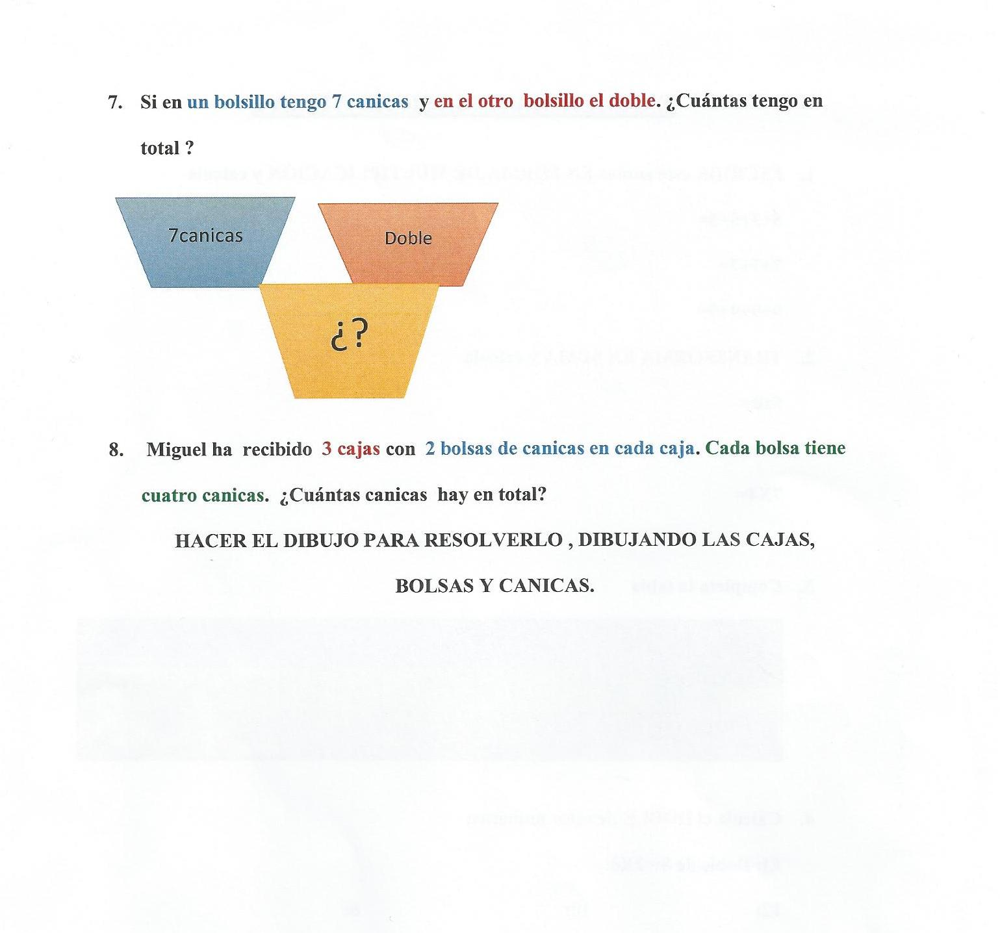 7. Si en un bolsillo tengo 7 canicas y en el otro bolsillo el doble. ¿Cuántas tengo en
total ?
7canicas
Doble
¿?
8. Miguel ha recibido 3 cajas con 2 bolsas de canicas en cada caja. Cada bolsa tiene
cuatro canicas. ¿Cuántas canicas hay en total?
HACER EL DIBUJO PARA RESOLVERLO , DIBUJANDO LAS CAJAS,
BOLSAS Y CANICAS.